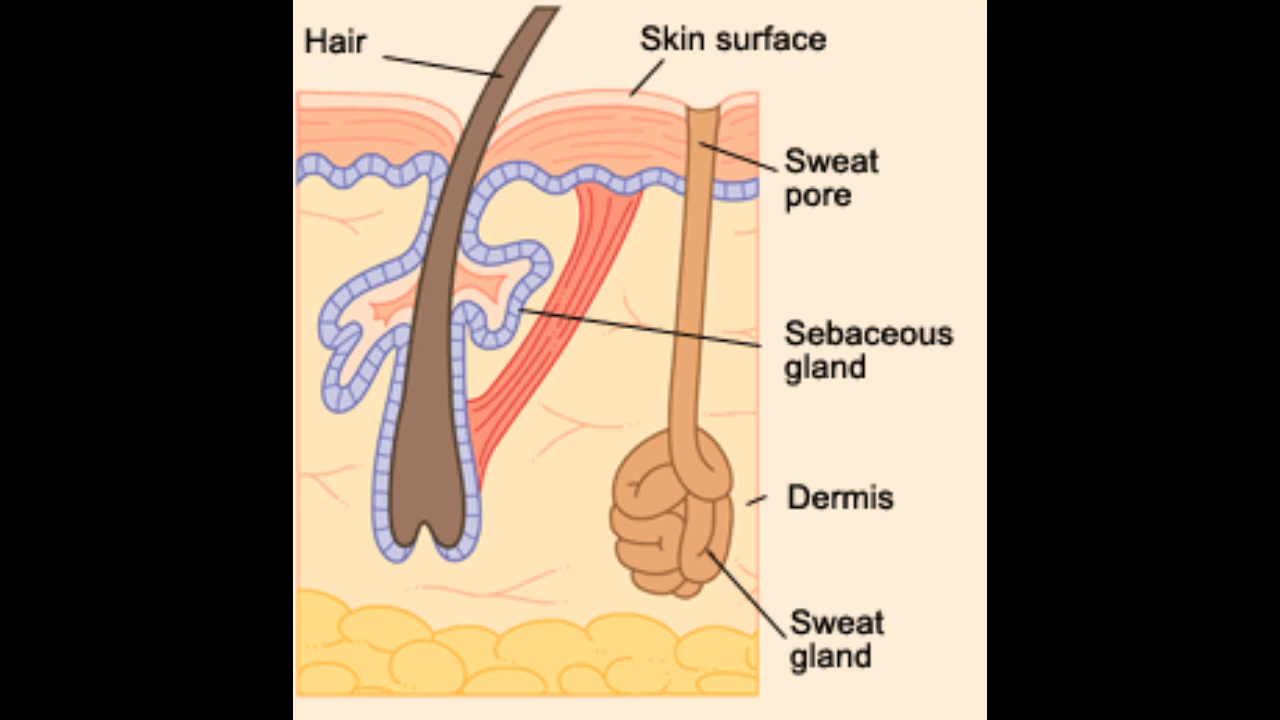 Hair
Skin surface
Sweat
pore
Sebaceous
gland
Dermis
Sweat
gland